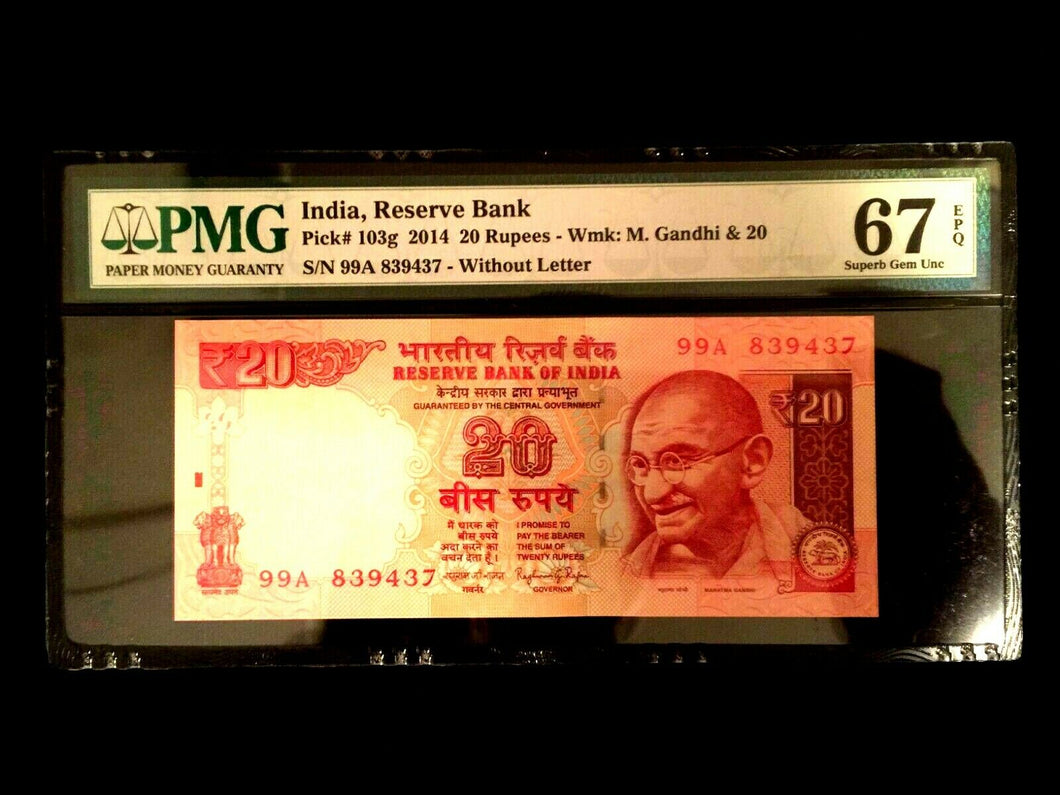 PMG
PAPER MONEY GUARANTY
India, Reserve Bank
Pick# 103g 2014 20 Rupees - Wmk: M. Gandhi & 20
S/N 99A 839437 - Without Letter
67
EPQ
Superb Gem Unc
₹20
भारतीय रिज़र्व बैंक
RESERVE BANK OF INDIA
केन्द्रीय सरकार द्वारा प्रत्याभूत
GUARANTEED BY THE CENTRAL GOVERNMENT
99A 839437
₹20
20
बीस रुपये
मैं धारक को
बीस रुपये
अदा करने का
वचन देता हूँ।
I PROMISE TO
PAY THE BEARER
THE SUM OF
TWENTY RUPEES
99A 839437
गवर्नर
GOVERNOR
MAHATMA GANDHI